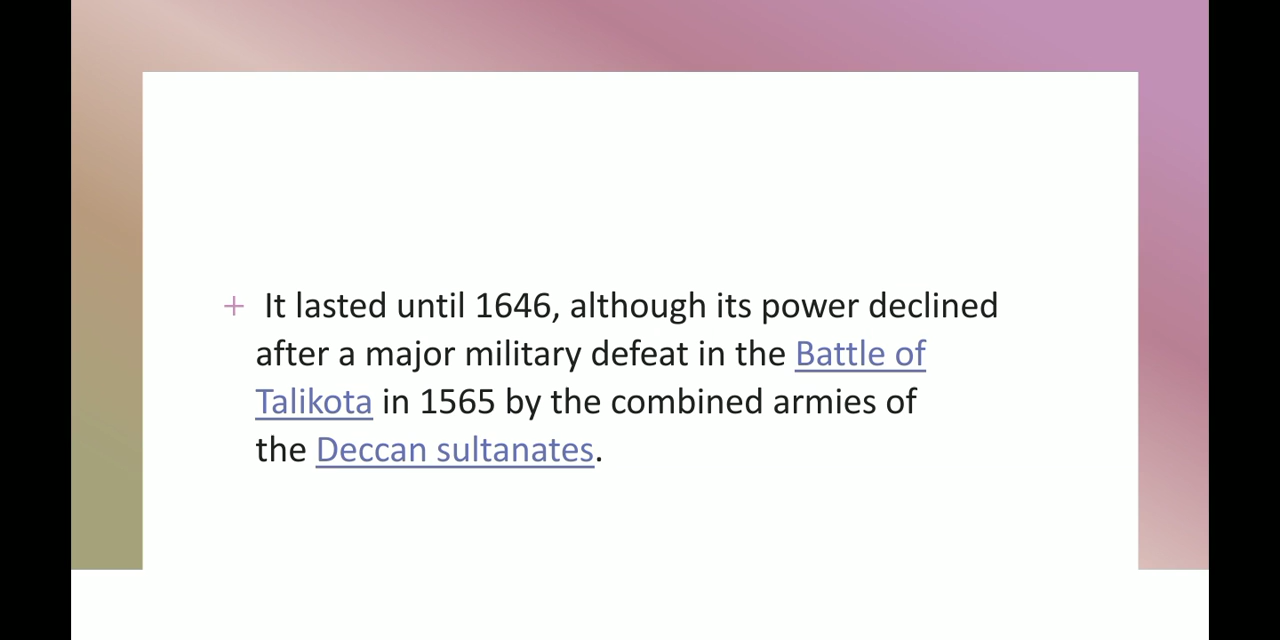 + It lasted until 1646, although its power declined
after a major military defeat in the Battle of
Talikota in 1565 by the combined armies of
the Deccan sultanates.